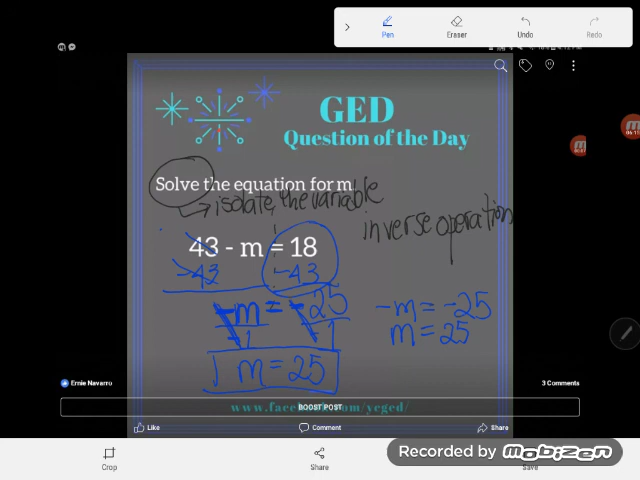 Pen
Eraser
Undo
Redo
GED
Question of the Day
Solve the equation for m
isolate the variable
inverse operation
43 - m = 18
-43 -43
-m = -25
-1 -1
m = 25
-m = -25
m = 25
Ernie Navarro
3 Comments
BOOST POST
Like
Comment
Share
Recorded by
mobizen
Crop
Share
Save